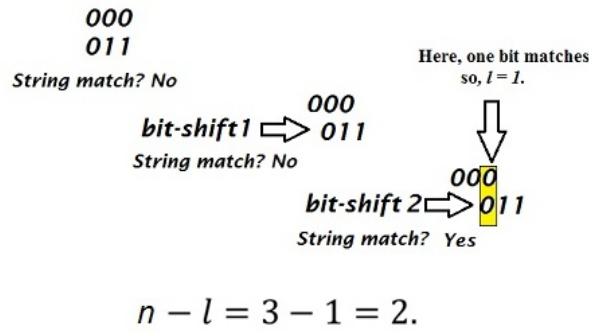 000
011
String match? No
Here, one bit matches
so, l = 1.
000
bit-shift1 011
String match? No
000
bit-shift 2 011
String match? Yes
n − l = 3 − 1 = 2.